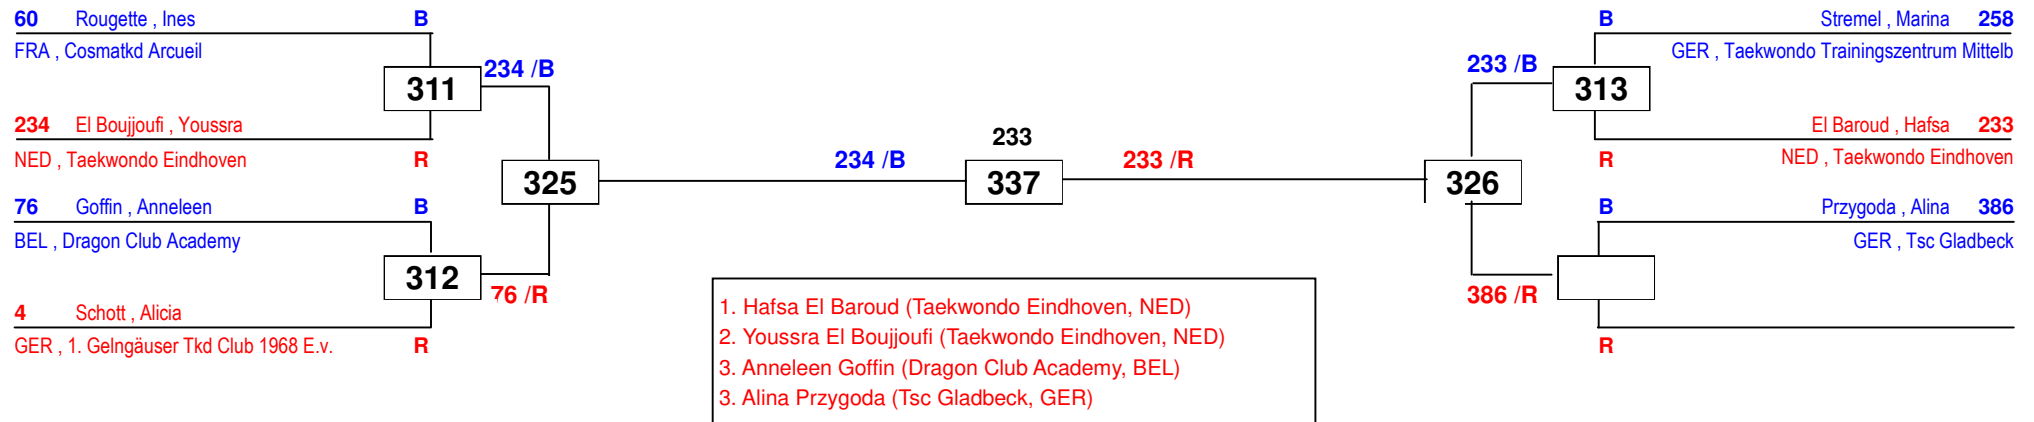 60 Rougette , Ines B
FRA , Cosmatkd Arcueil
311
234 /B
234 El Boujjoufi , Youssra
NED , Taekwondo Eindhoven R
325
76 Goffin , Anneleen B
BEL , Dragon Club Academy
312
76 /R
4 Schott , Alicia
GER , 1. Gelngäuser Tkd Club 1968 E.v. R
234 /B
233
337
233 /R
B Stremel , Marina 258
GER , Taekwondo Trainingszentrum Mittelb
233 /B
313
El Baroud , Hafsa 233
R NED , Taekwondo Eindhoven
326
B Przygoda , Alina 386
GER , Tsc Gladbeck
386 /R
R
1. Hafsa El Baroud (Taekwondo Eindhoven, NED)
2. Youssra El Boujjoufi (Taekwondo Eindhoven, NED)
3. Anneleen Goffin (Dragon Club Academy, BEL)
3. Alina Przygoda (Tsc Gladbeck, GER)